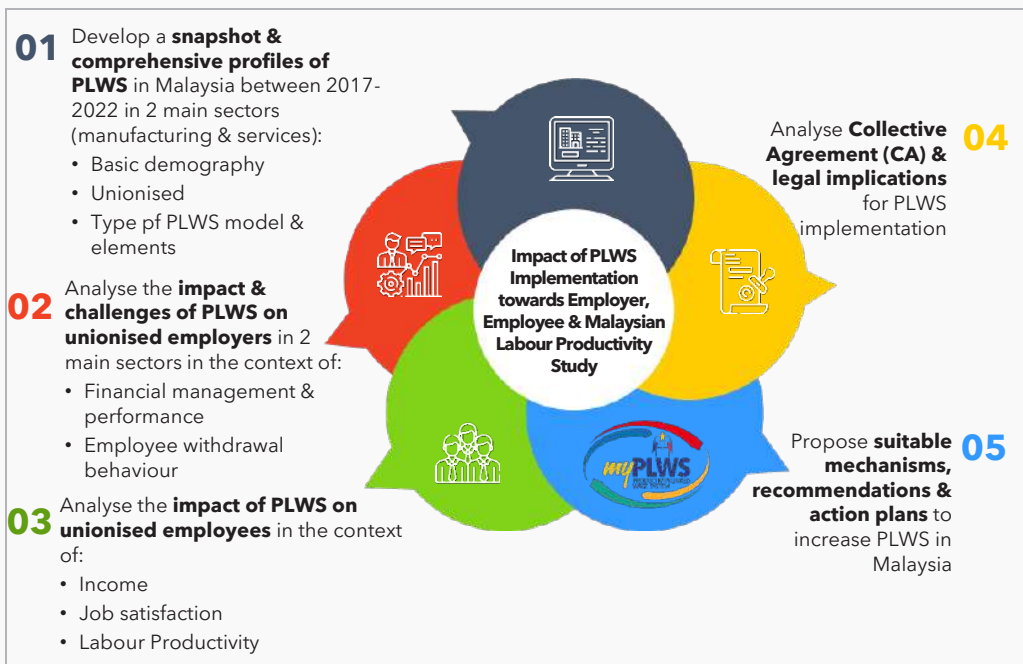 01
Develop a snapshot &
comprehensive profiles of
PLWS in Malaysia between 2017-
2022 in 2 main sectors
(manufacturing & services):
• Basic demography
• Unionised
• Type pf PLWS model &
elements
02
Analyse the impact &
challenges of PLWS on
unionised employers in 2
main sectors in the context of:
• Financial management &
performance
• Employee withdrawal
behaviour
03
Analyse the impact of PLWS on
unionised employees in the context
of:
• Income
• Job satisfaction
• Labour Productivity
Impact of PLWS
Implementation
towards Employer,
Employee & Malaysian
Labour Productivity
Study
myPLWS
04
Analyse Collective
Agreement (CA) &
legal implications
for PLWS
implementation
05
Propose suitable
mechanisms,
recommendations &
action plans to
increase PLWS in
Malaysia